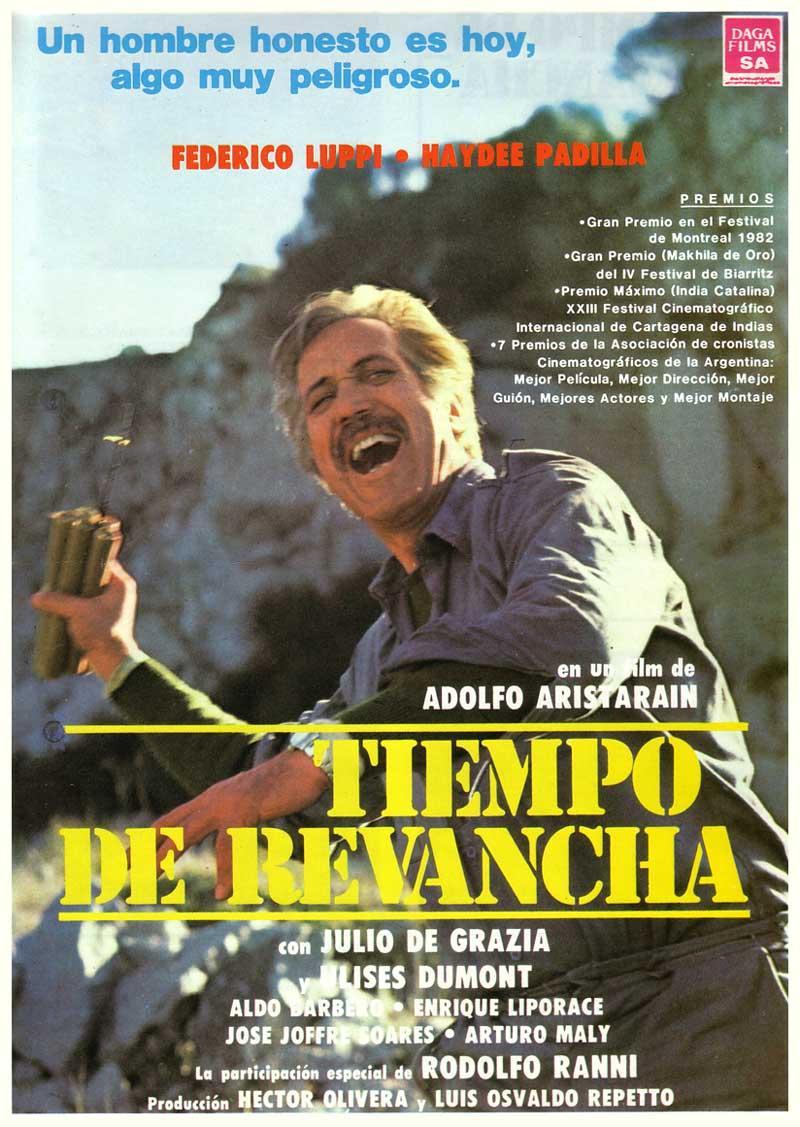 Un hombre honesto es hoy,
algo muy peligroso.
DAGA
FILMS
SA
FEDERICO LUPPI • HAYDEE PADILLA
PREMIOS
•Gran Premio en el Festival
de Montreal 1982
•Gran Premio (Makhila de Oro)
del IV Festival de Biarritz
•Premio Máximo (India Catalina)
XXIII Festival Cinematográfico
Internacional de Cartagena de Indias
•7 Premios de la Asociación de cronistas
Cinematográficos de la Argentina:
Mejor Película, Mejor Dirección, Mejor
Guión, Mejores Actores y Mejor Montaje
en un film de
ADOLFO ARISTARAIN
TIEMPO
DE REVANCHA
con JULIO DE GRAZIA
y ULISES DUMONT
ALDO BARBERO • ENRIQUE LIPORACE
JOSE JOFFRE SOARES • ARTURO MALY
La participación especial de RODOLFO RANNI
Producción HECTOR OLIVERA y LUIS OSVALDO REPETTO